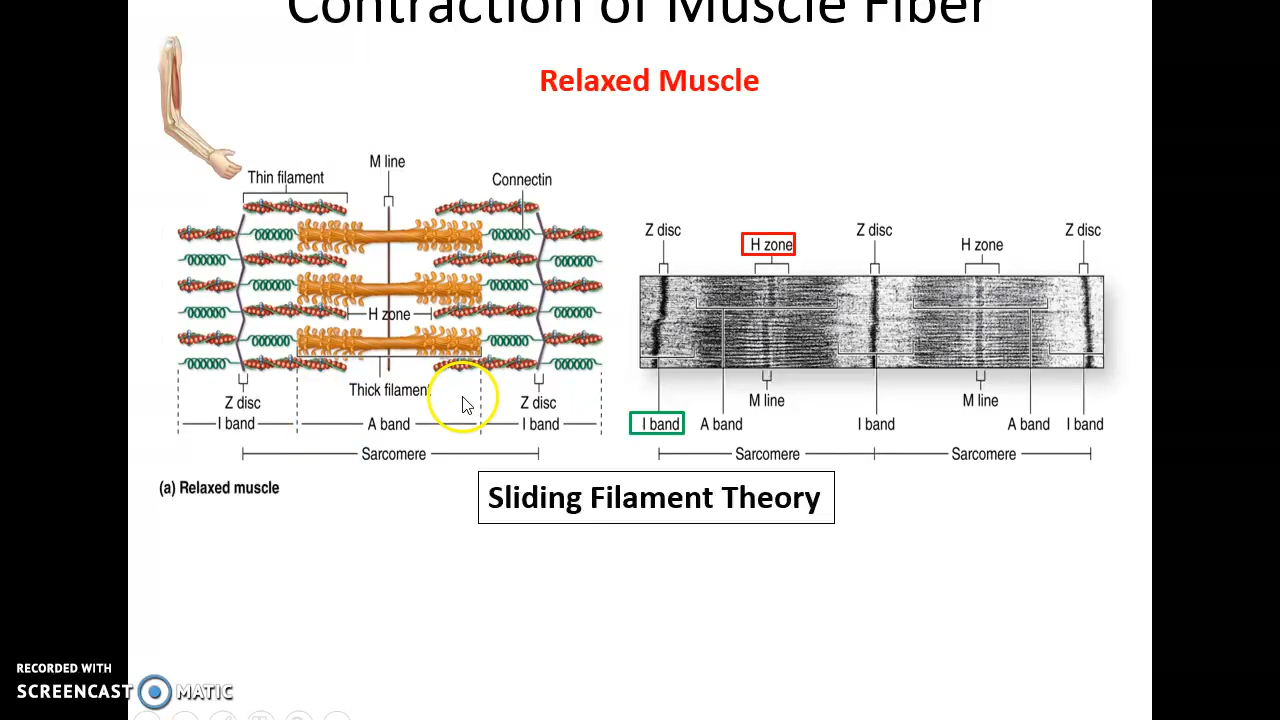 Contraction of Muscle Fiber
Relaxed Muscle
M line
Thin filament
Connectin
H zone
Thick filament
Z disc
Z disc
I band
A band
I band
Sarcomere
(a) Relaxed muscle
Z disc
H zone
Z disc
H zone
Z disc
M line
M line
I band
A band
I band
A band
I band
Sarcomere
Sarcomere
Sliding Filament Theory
RECORDED WITH
SCREENCAST MATIC